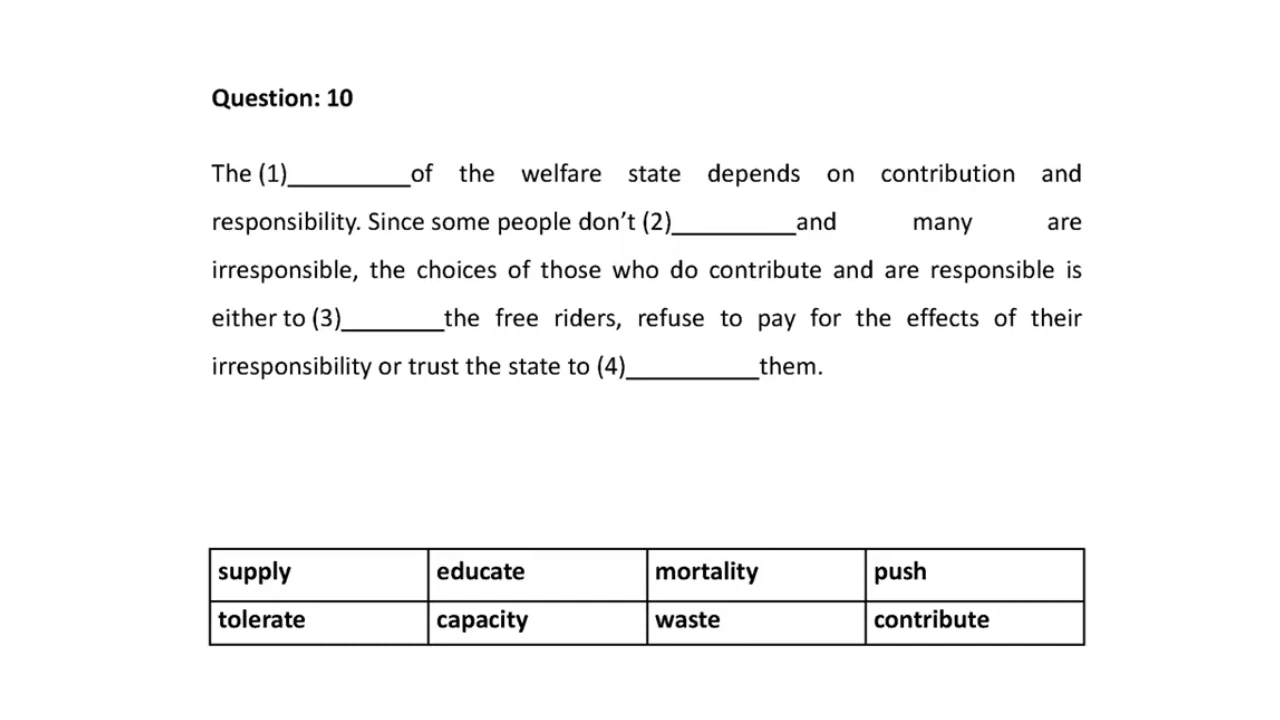 Question: 10
The (1)_________of the welfare state depends on contribution and
responsibility. Since some people don’t (2)_________and many are
irresponsible, the choices of those who do contribute and are responsible is
either to (3)________the free riders, refuse to pay for the effects of their
irresponsibility or trust the state to (4)__________them.
supply educate mortality push
tolerate capacity waste contribute